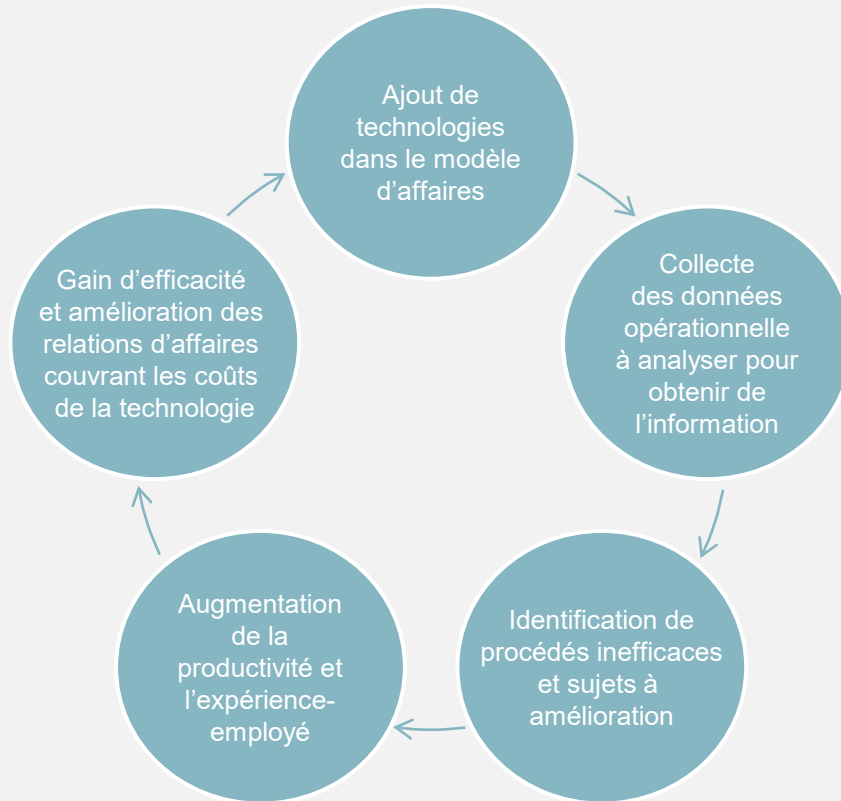 Ajout de
technologies
dans le modèle
d’affaires
Collecte
des données
opérationnelle
à analyser pour
obtenir de
l’information
Identification de
procédés inefficaces
et sujets à
amélioration
Augmentation
de la
productivité et
l’expérience-
employé
Gain d’efficacité
et amélioration des
relations d’affaires
couvrant les coûts
de la technologie